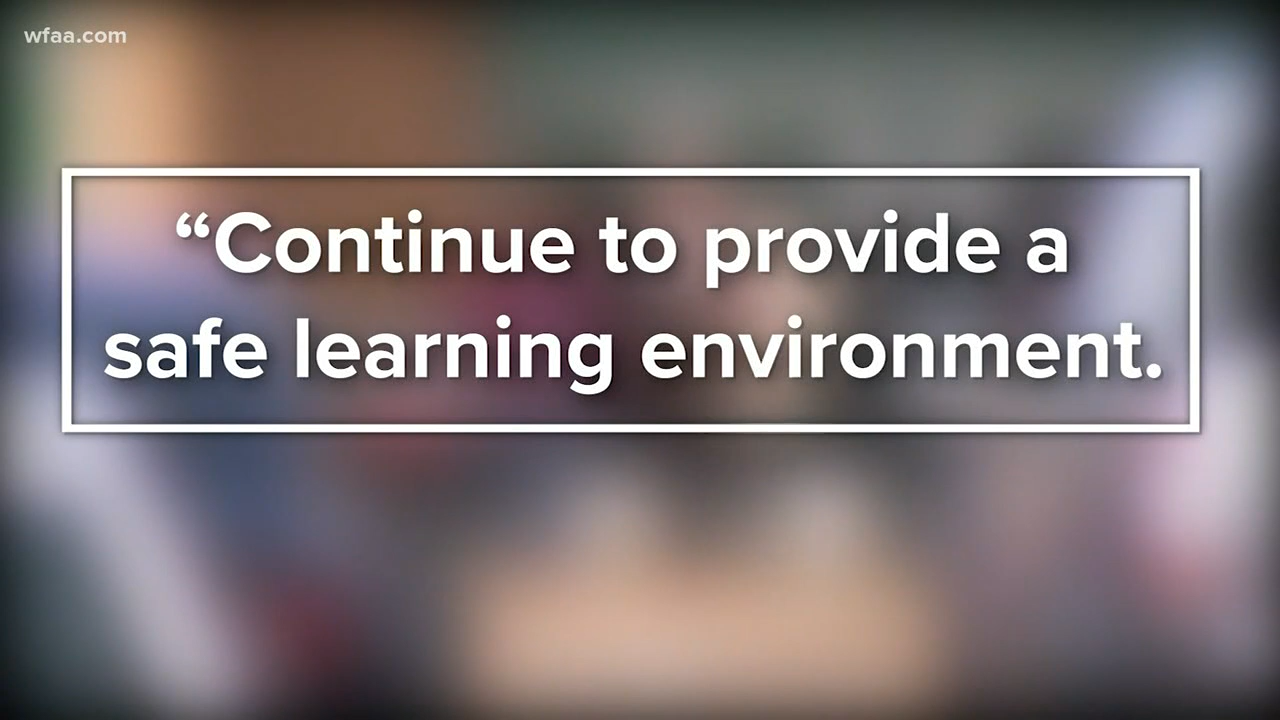 wfaa.com
“Continue to provide a
safe learning environment.